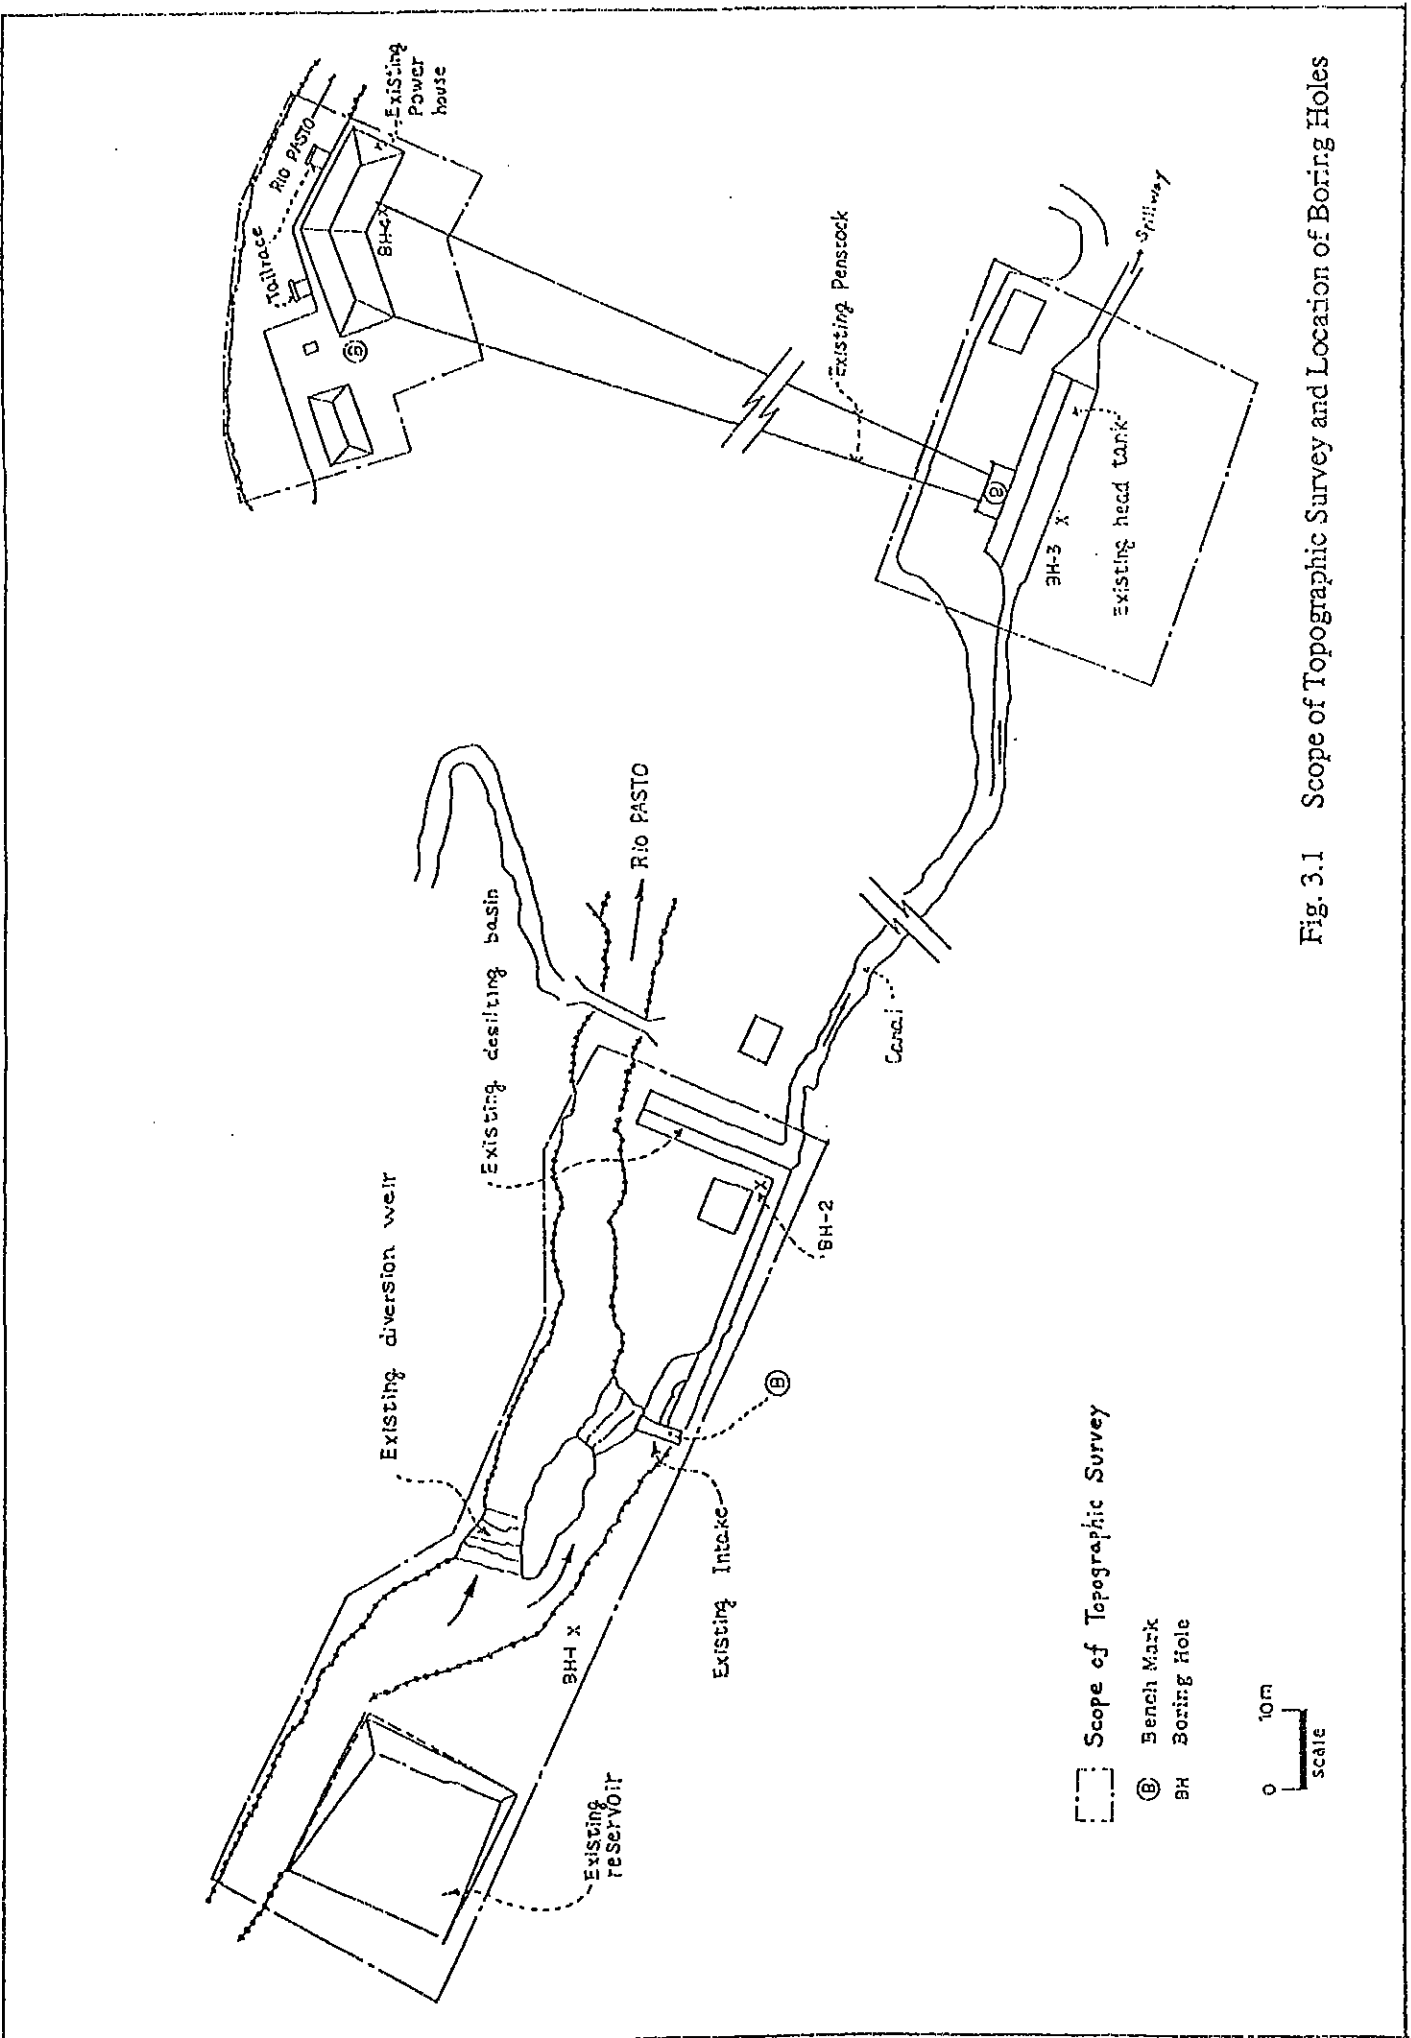 Existing
Power
house
RIO PASTO
Tailrace
BH-4X
B
Existing Penstock
Spillway
B
BH-3 X
Existing head tank
Rio PASTO
Existing desilting basin
Canal
BH-2
Existing diversion weir
B
Existing Intake
BH-1 X
Existing
reservoir
Scope of Topographic Survey
B Bench Mark
BH Boring Hole
0 10m
scale
Fig. 3.1 Scope of Topographic Survey and Location of Boring Holes